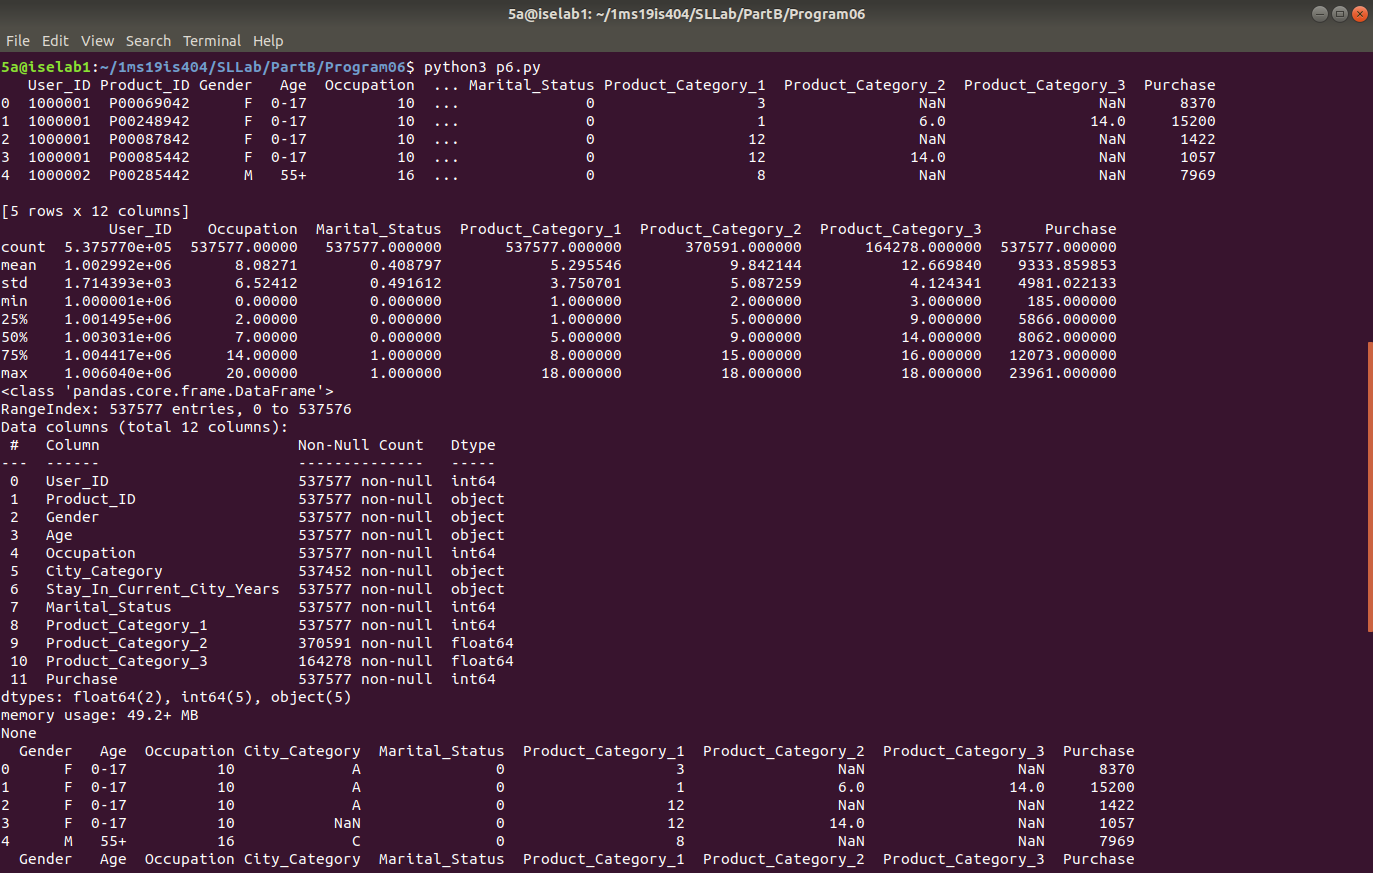 5a@iselab1: ~/1ms19is404/SLLab/PartB/Program06
File Edit View Search Terminal Help
5a@iselab1:~/1ms19is404/SLLab/PartB/Program06$ python3 p6.py
   User_ID Product_ID Gender   Age  Occupation  ... Marital_Status Product_Category_1  Product_Category_2  Product_Category_3  Purchase
0  1000001  P00069042      F  0-17          10  ...              0                  3                 NaN                 NaN      8370
1  1000001  P00248942      F  0-17          10  ...              0                  1                 6.0                14.0     15200
2  1000001  P00087842      F  0-17          10  ...              0                 12                 NaN                 NaN      1422
3  1000001  P00085442      F  0-17          10  ...              0                 12                14.0                 NaN      1057
4  1000002  P00285442      M   55+          16  ...              0                  8                 NaN                 NaN      7969
[5 rows x 12 columns]
            User_ID    Occupation  Marital_Status  Product_Category_1  Product_Category_2  Product_Category_3       Purchase
count  5.375770e+05  537577.00000   537577.000000       537577.000000       370591.000000       164278.000000  537577.000000
mean   1.002992e+06       8.08271        0.408797            5.295546            9.842144           12.669840    9333.859853
std    1.714393e+03       6.52412        0.491612            3.750701            5.087259            4.124341    4981.022133
min    1.000001e+06       0.00000        0.000000            1.000000            2.000000            3.000000     185.000000
25%    1.001495e+06       2.00000        0.000000            1.000000            5.000000            9.000000    5866.000000
50%    1.003031e+06       7.00000        0.000000            5.000000            9.000000           14.000000    8062.000000
75%    1.004417e+06      14.00000        1.000000            8.000000           15.000000           16.000000   12073.000000
max    1.006040e+06      20.00000        1.000000           18.000000           18.000000           18.000000   23961.000000
<class 'pandas.core.frame.DataFrame'>
RangeIndex: 537577 entries, 0 to 537576
Data columns (total 12 columns):
 #   Column                      Non-Null Count   Dtype
---  ------                      --------------   -----
 0   User_ID                     537577 non-null  int64
 1   Product_ID                  537577 non-null  object
 2   Gender                      537577 non-null  object
 3   Age                         537577 non-null  object
 4   Occupation                  537577 non-null  int64
 5   City_Category               537452 non-null  object
 6   Stay_In_Current_City_Years  537577 non-null  object
 7   Marital_Status              537577 non-null  int64
 8   Product_Category_1          537577 non-null  int64
 9   Product_Category_2          370591 non-null  float64
 10  Product_Category_3          164278 non-null  float64
 11  Purchase                    537577 non-null  int64
dtypes: float64(2), int64(5), object(5)
memory usage: 49.2+ MB
None
  Gender   Age  Occupation City_Category  Marital_Status  Product_Category_1  Product_Category_2  Product_Category_3  Purchase
0      F  0-17          10             A               0                   3                 NaN                 NaN      8370
1      F  0-17          10             A               0                   1                 6.0                14.0     15200
2      F  0-17          10             A               0                  12                 NaN                 NaN      1422
3      F  0-17          10           NaN               0                  12                14.0                 NaN      1057
4      M   55+          16             C               0                   8                 NaN                 NaN      7969
  Gender   Age  Occupation City_Category  Marital_Status  Product_Category_1  Product_Category_2  Product_Category_3  Purchase